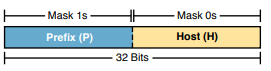 Mask 1s Mask 0s
Prefix (P) Host (H)
32 Bits